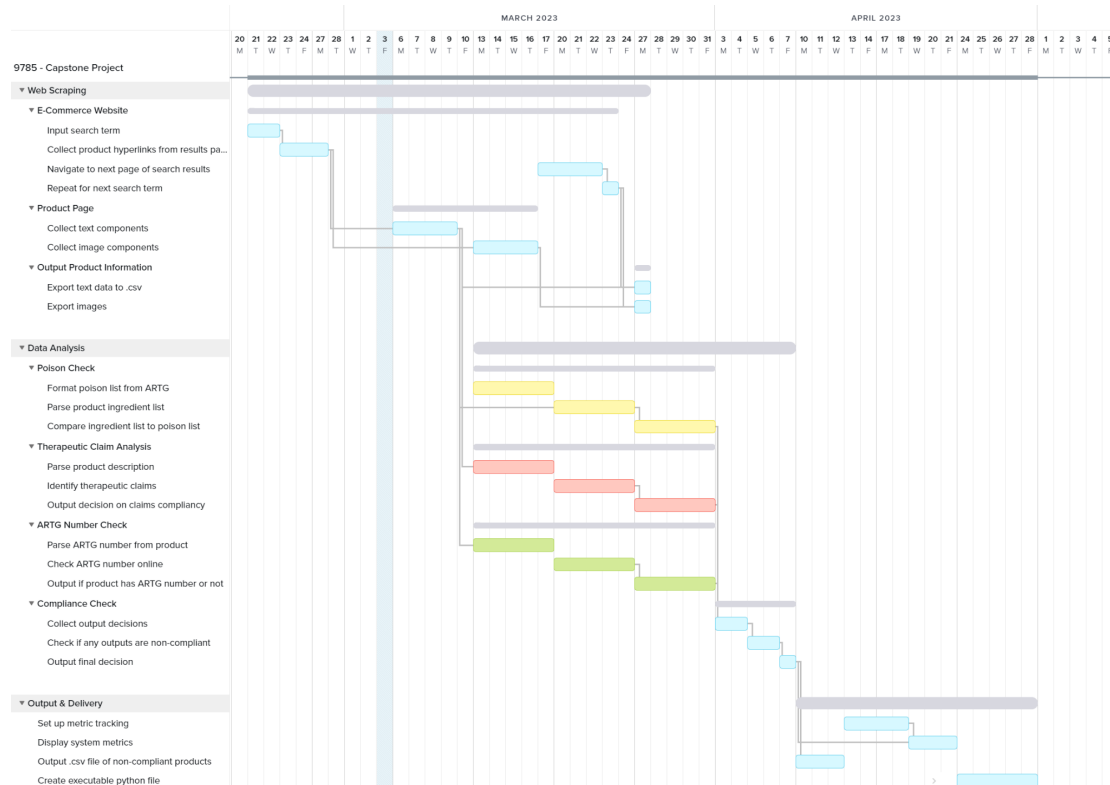 MARCH 2023 APRIL 2023
20 21 22 23 24 27 28 1 2 3 6 7 8 9 10 13 14 15 16 17 20 21 22 23 24 27 28 29 30 31 3 4 5 6 7 10 11 12 13 14 17 18 19 20 21 24 25 26 27 28 1 2 3 4
M T W T F M T W T F M T W T F M T W T F M T W T F M T W T F M T W T F M T W T F M T W T F M T W T F M T W T
9785 - Capstone Project
▼ Web Scraping
▼ E-Commerce Website
Input search term
Collect product hyperlinks from results pa...
Navigate to next page of search results
Repeat for next search term
▼ Product Page
Collect text components
Collect image components
▼ Output Product Information
Export text data to .csv
Export images
▼ Data Analysis
▼ Poison Check
Format poison list from ARTG
Parse product ingredient list
Compare ingredient list to poison list
▼ Therapeutic Claim Analysis
Parse product description
Identify therapeutic claims
Output decision on claims compliancy
▼ ARTG Number Check
Parse ARTG number from product
Check ARTG number online
Output if product has ARTG number or not
▼ Compliance Check
Collect output decisions
Check if any outputs are non-compliant
Output final decision
▼ Output & Delivery
Set up metric tracking
Display system metrics
Output .csv file of non-compliant products
Create executable python file